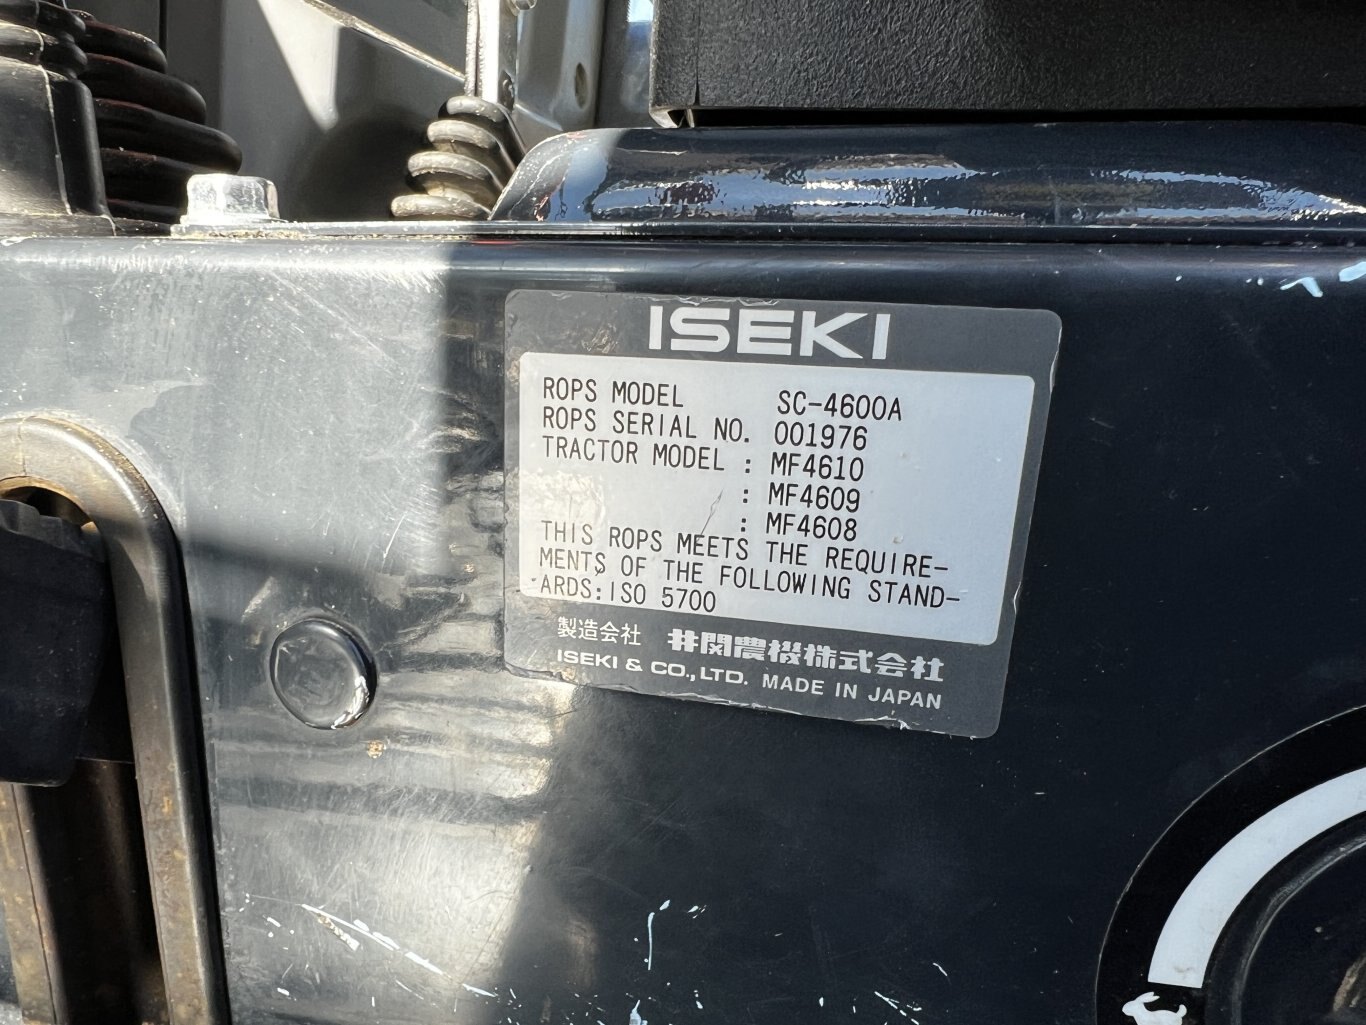 ISEKI
ROPS MODEL SC-4600A
ROPS SERIAL NO. 001976
TRACTOR MODEL : MF4610
: MF4609
: MF4608
THIS ROPS MEETS THE REQUIRE-
MENTS OF THE FOLLOWING STAND-
ARDS:ISO 5700
製造会社 井関農機株式会社
ISEKI & CO.,LTD. MADE IN JAPAN